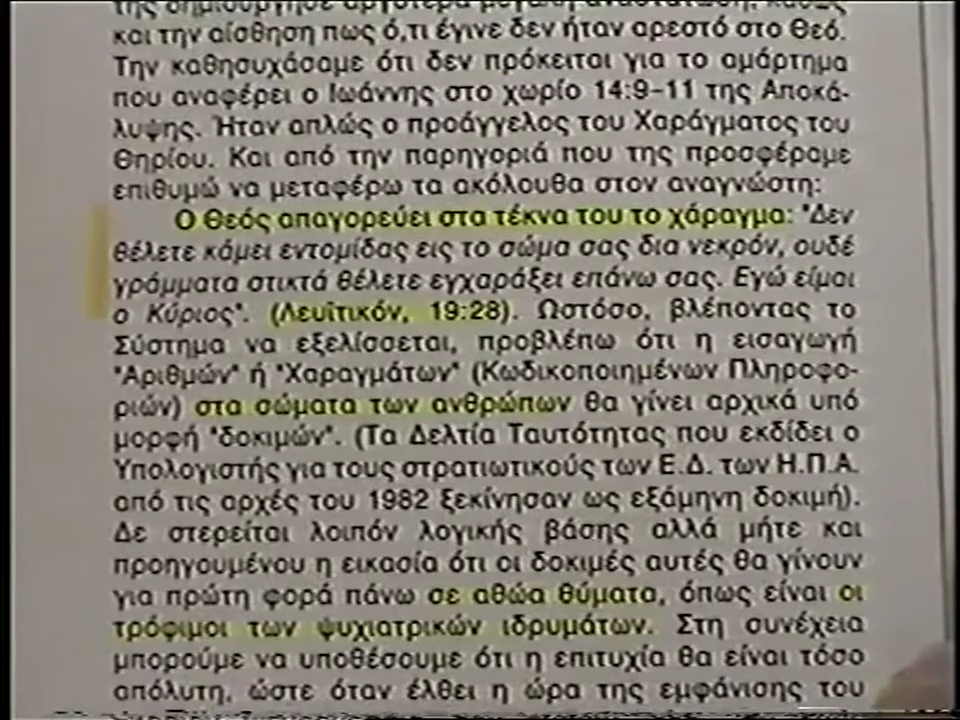 της δημιούργησε αργότερα μεγάλη αναστάτωση, καθώς
και την αίσθηση πως ό,τι έγινε δεν ήταν αρεστό στο Θεό.
Την καθησυχάσαμε ότι δεν πρόκειται για το αμάρτημα
που αναφέρει ο Ιωάννης στο χωρίο 14:9-11 της Αποκά-
λυψης. Ήταν απλώς ο προάγγελος του Χαράγματος του
Θηρίου. Και από την παρηγοριά που της προσφέραμε
επιθυμώ να μεταφέρω τα ακόλουθα στον αναγνώστη:
Ο Θεός απαγορεύει στα τέκνα του το χάραγμα: "Δεν
θέλετε κάμει εντομίδας εις το σώμα σας δια νεκρόν, ουδέ
γράμματα στικτά θέλετε εγχαράξει επάνω σας. Εγώ είμαι
ο Κύριος". (Λευϊτικόν, 19:28). Ωστόσο, βλέποντας το
Σύστημα να εξελίσσεται, προβλέπω ότι η εισαγωγή
"Αριθμών" ή "Χαραγμάτων" (Κωδικοποιημένων Πληροφο-
ριών) στα σώματα των ανθρώπων θα γίνει αρχικά υπό
μορφή "δοκιμών". (Τα Δελτία Ταυτότητας που εκδίδει ο
Υπολογιστής για τους στρατιωτικούς των Ε.Δ. των Η.Π.Α.
από τις αρχές του 1982 ξεκίνησαν ως εξάμηνη δοκιμή).
Δε στερείται λοιπόν λογικής βάσης αλλά μήτε και
προηγουμένου η εικασία ότι οι δοκιμές αυτές θα γίνουν
για πρώτη φορά πάνω σε αθώα θύματα, όπως είναι οι
τρόφιμοι των ψυχιατρικών ιδρυμάτων. Στη συνέχεια
μπορούμε να υποθέσουμε ότι η επιτυχία θα είναι τόσο
απόλυτη, ώστε όταν έλθει η ώρα της εμφάνισης του